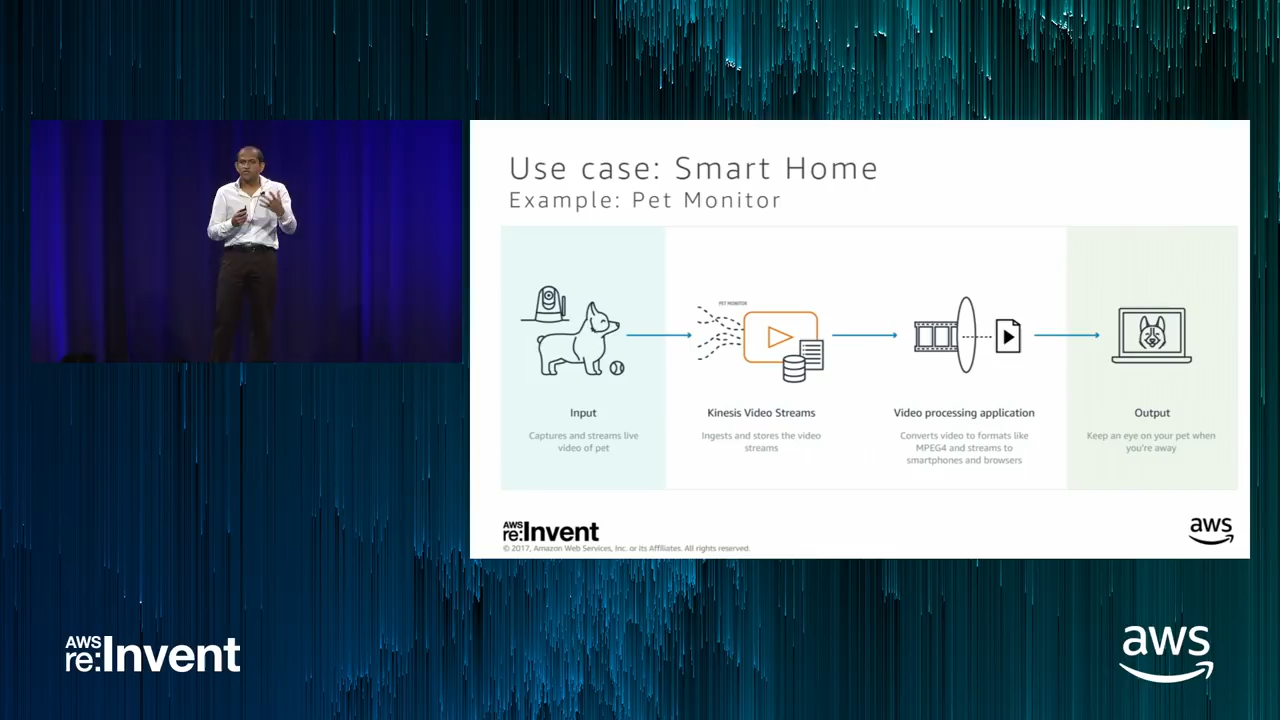 Use case: Smart Home
Example: Pet Monitor
PET MONITOR
Input
Captures and streams live
video of pet
Kinesis Video Streams
Ingests and stores the video
streams
Video processing application
Converts video to formats like
MPEG4 and streams to
smartphones and browsers
Output
Keep an eye on your pet when
you're away
AWS
re:Invent
© 2017, Amazon Web Services, Inc. or its Affiliates. All rights reserved.
aws
AWS
re:Invent
aws